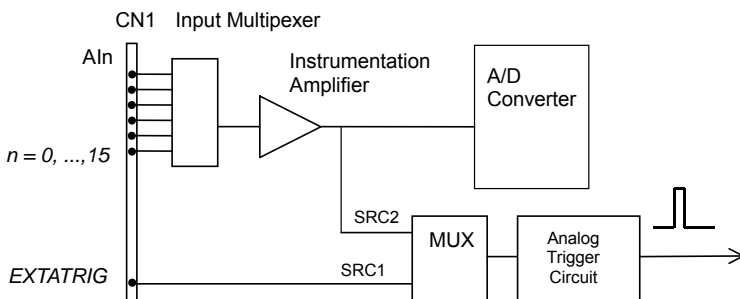 CN1 Input Multipexer
AIn
Instrumentation
Amplifier
A/D
Converter
n = 0, ...,15
SRC2
MUX
Analog
Trigger
Circuit
EXTATRIG
SRC1